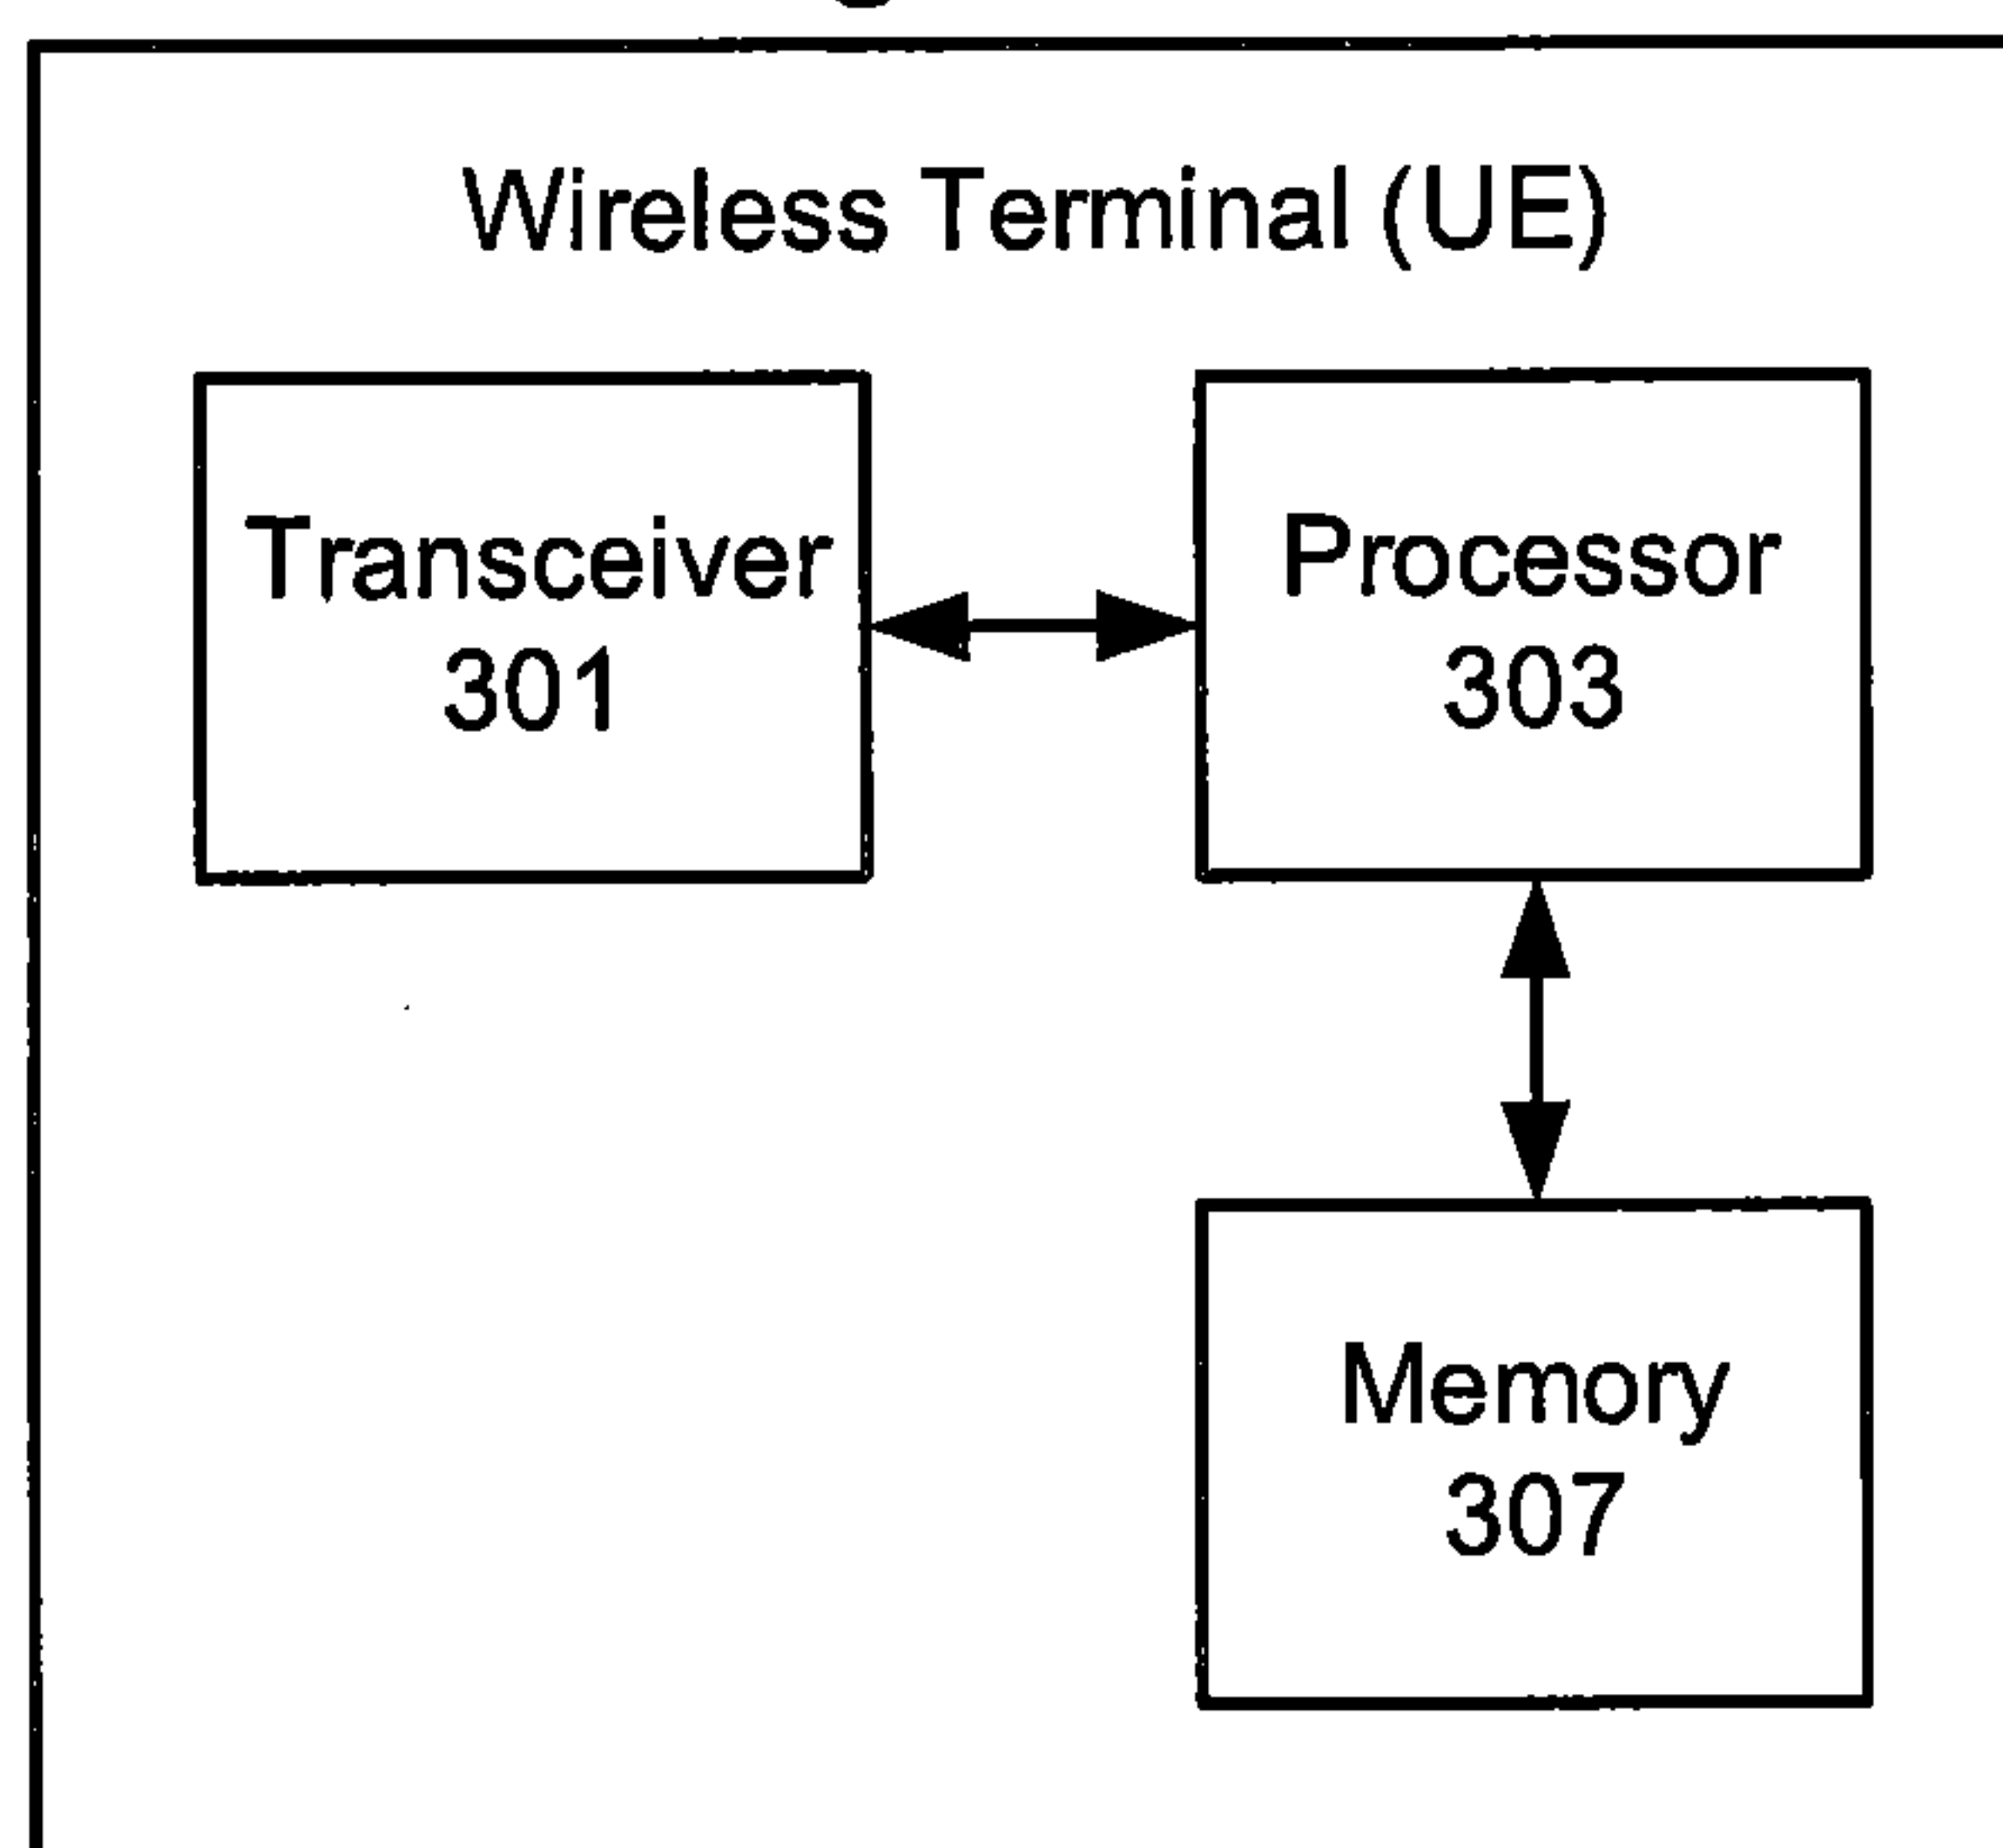 Wireless Terminal (UE)
Transceiver
301
Processor
303
Memory
307